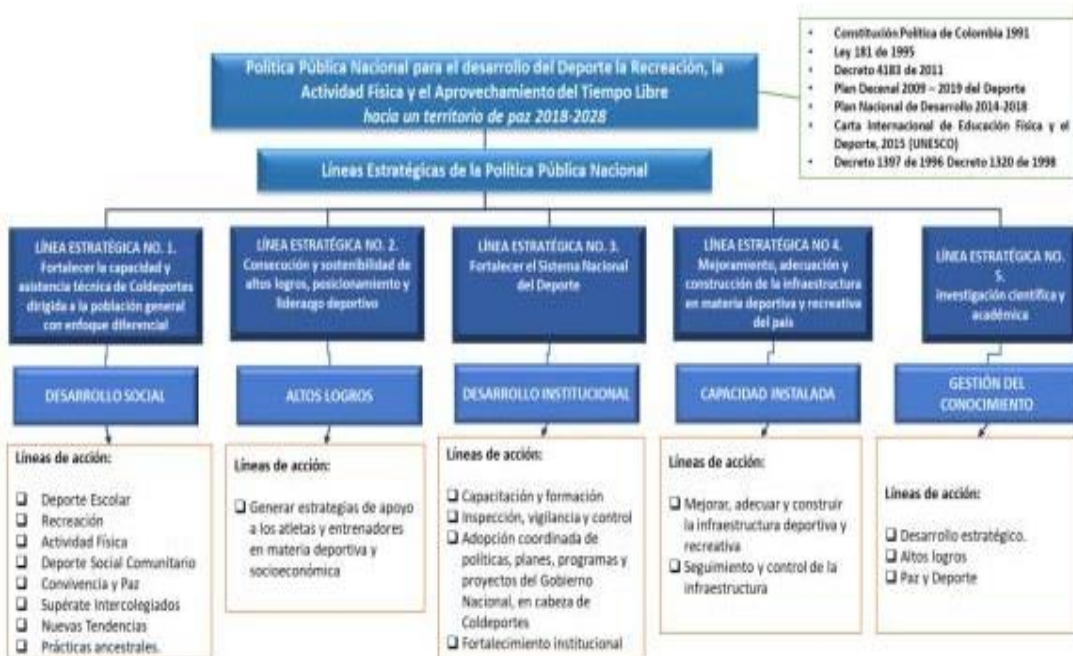 Política Pública Nacional para el desarrollo del Deporte la Recreación, la
Actividad Física y el Aprovechamiento del Tiempo Libre
hacia un territorio de paz 2018-2028
• Constitución Política de Colombia 1991
• Ley 181 de 1995
• Decreto 4183 de 2011
• Plan Decenal 2009 – 2019 del Deporte
• Plan Nacional de Desarrollo 2014-2018
• Carta Internacional de Educación Física y el
Deporte, 2015 (UNESCO)
• Decreto 1397 de 1996 Decreto 1320 de 1998
Líneas Estratégicas de la Política Pública Nacional
LÍNEA ESTRATÉGICA NO. 1.
Fortalecer la capacidad y
asistencia técnica de Coldeportes
dirigida a la población general
con enfoque diferencial
LÍNEA ESTRATÉGICA NO. 2.
Consecución y sostenibilidad de
altos logros, posicionamiento y
liderazgo deportivo
LÍNEA ESTRATÉGICA NO. 3.
Fortalecer el Sistema Nacional
del Deporte
LÍNEA ESTRATÉGICA NO 4.
Mejoramiento, adecuación y
construcción de la infraestructura
en materia deportiva y recreativa
del país
LÍNEA ESTRATÉGICA NO.
5.
Investigación científica y
académica
DESARROLLO SOCIAL
ALTOS LOGROS
DESARROLLO INSTITUCIONAL
CAPACIDAD INSTALADA
GESTIÓN DEL
CONOCIMIENTO
Líneas de acción:
❑ Deporte Escolar
❑ Recreación
❑ Actividad Física
❑ Deporte Social Comunitario
❑ Convivencia y Paz
❑ Supérate Intercolegiados
❑ Nuevas Tendencias
❑ Prácticas ancestrales.
Líneas de acción:
❑ Generar estrategias de apoyo
a los atletas y entrenadores
en materia deportiva y
socioeconómica
Líneas de acción:
❑ Capacitación y formación
❑ Inspección, vigilancia y control
❑ Adopción coordinada de
políticas, planes, programas y
proyectos del Gobierno
Nacional, en cabeza de
Coldeportes
❑ Fortalecimiento institucional
Líneas de acción:
❑ Mejorar, adecuar y construir
la infraestructura deportiva y
recreativa
❑ Seguimiento y control de la
infraestructura
Líneas de acción:
❑ Desarrollo estratégico.
❑ Altos logros
❑ Paz y Deporte